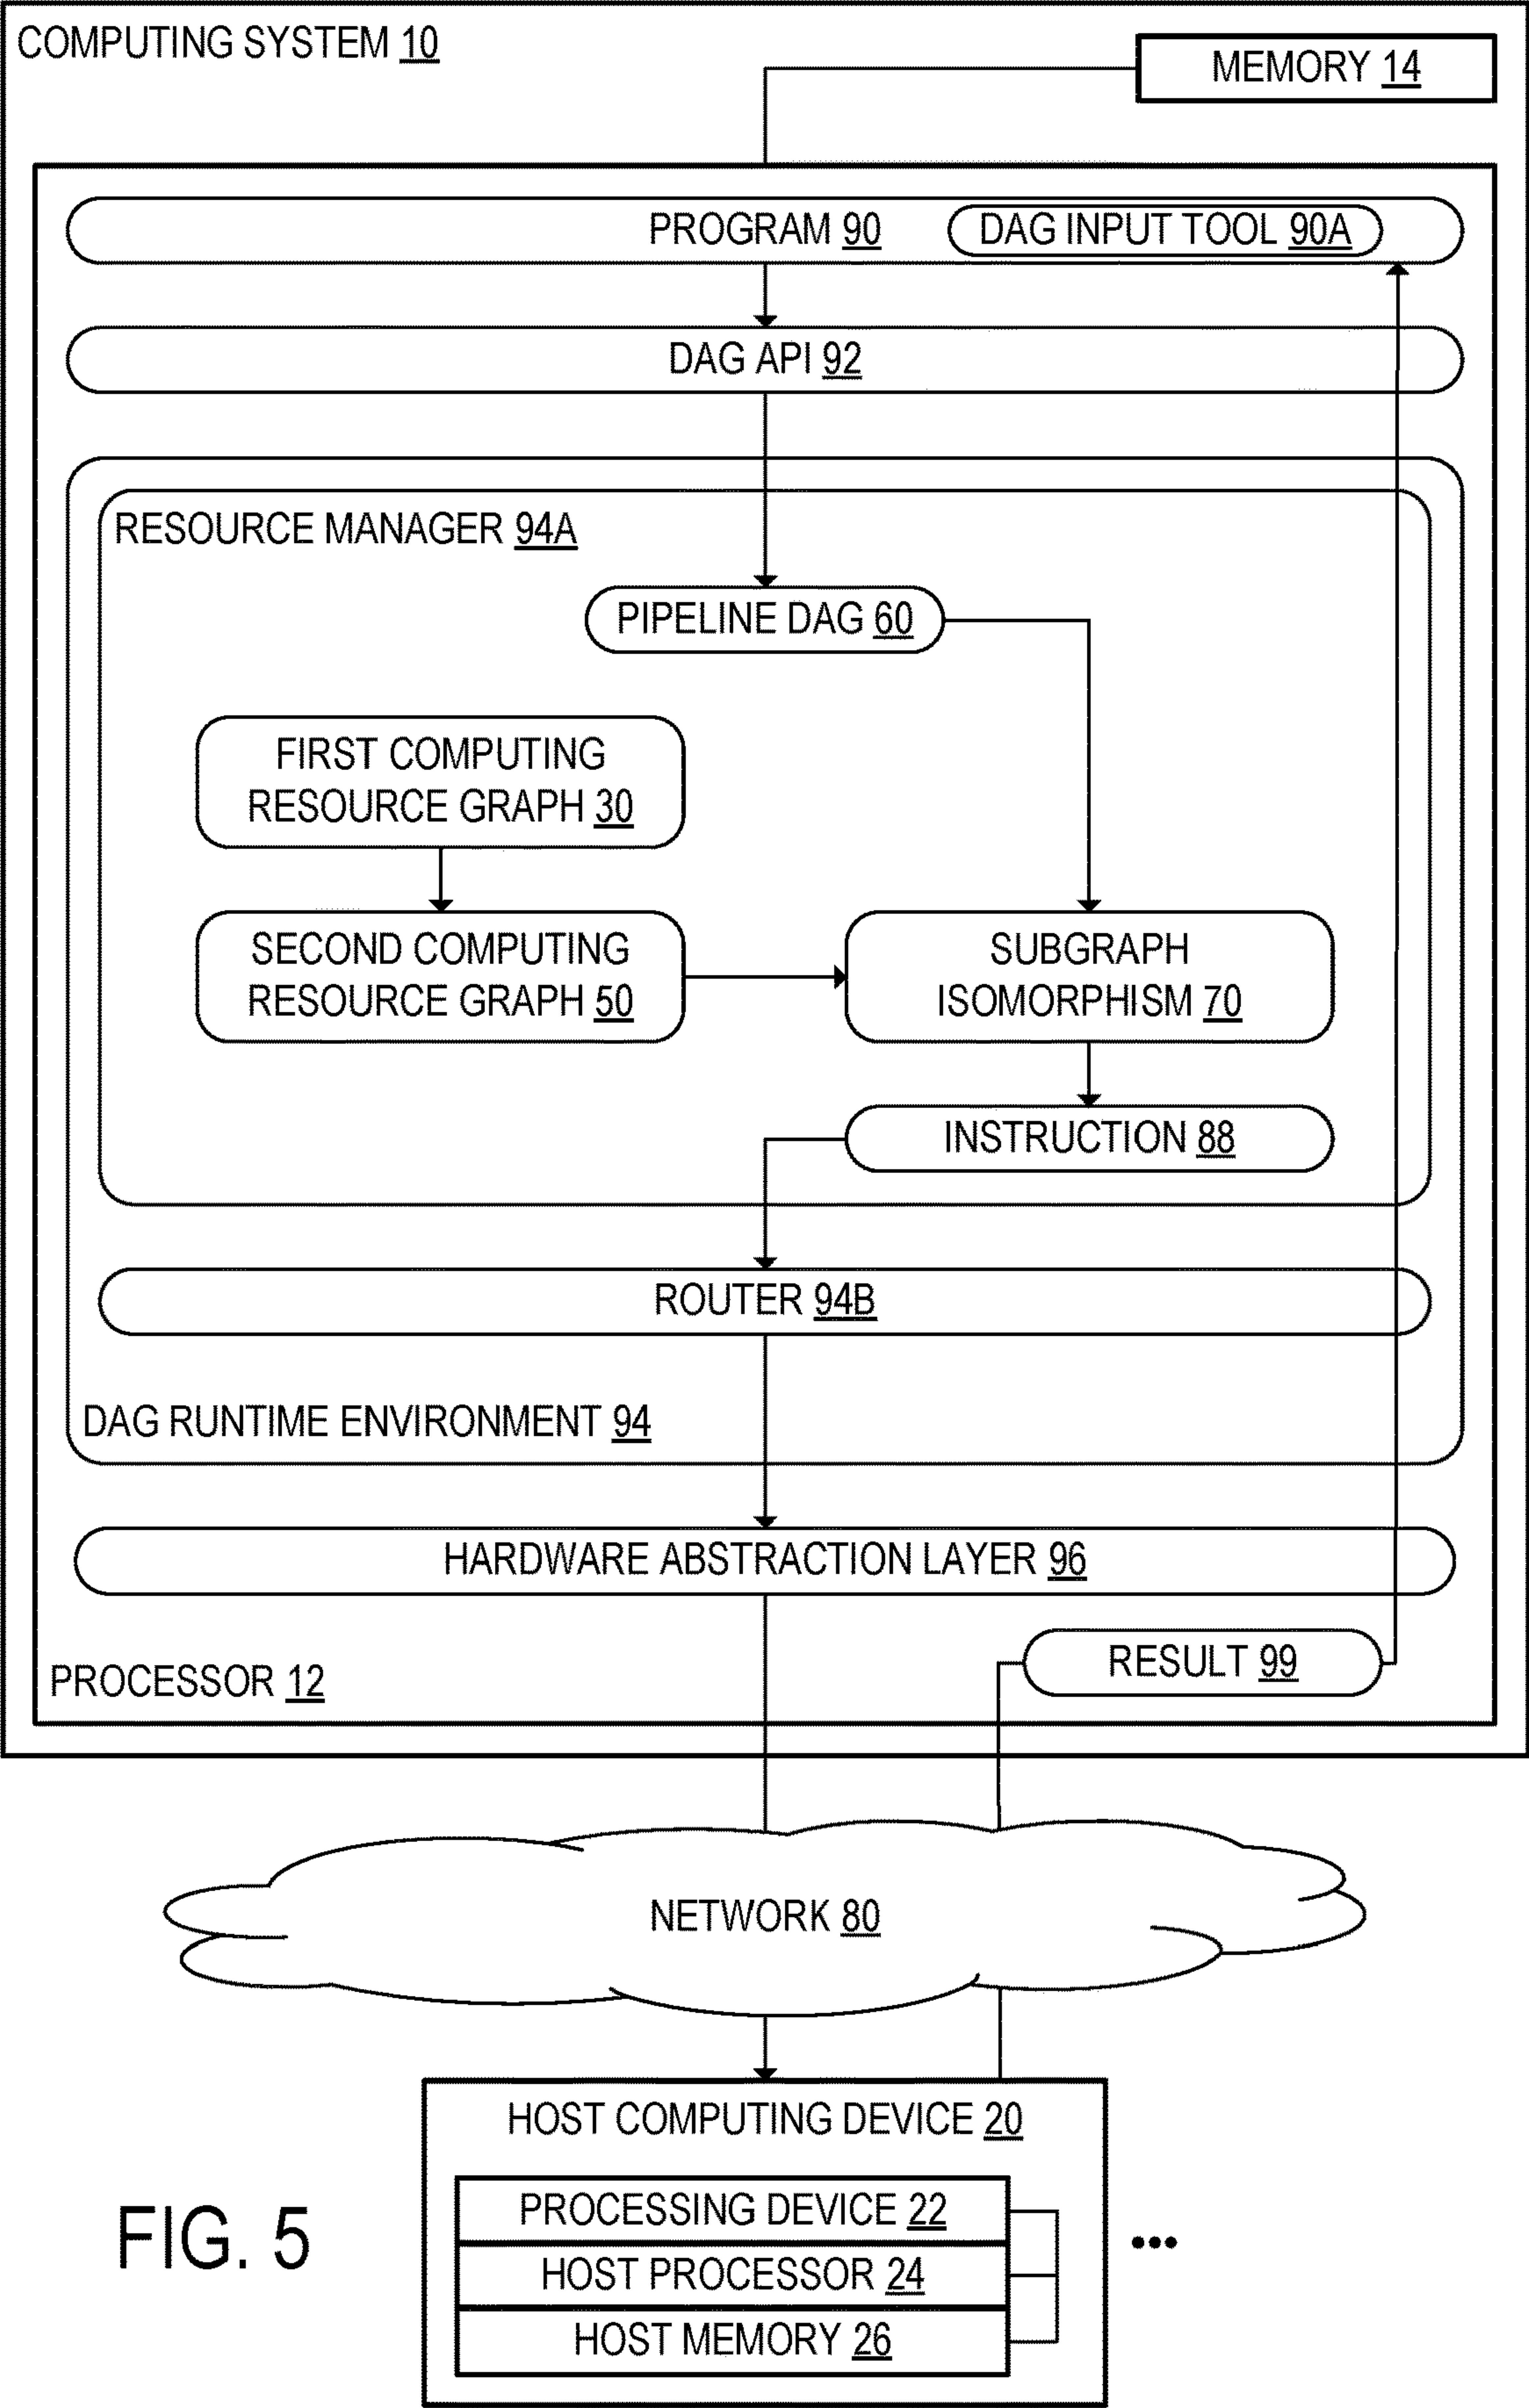 COMPUTING SYSTEM 10
MEMORY 14
PROGRAM 90
DAG INPUT TOOL 90A
DAG API 92
RESOURCE MANAGER 94A
PIPELINE DAG 60
FIRST COMPUTING
RESOURCE GRAPH 30
SECOND COMPUTING
RESOURCE GRAPH 50
SUBGRAPH
ISOMORPHISM 70
INSTRUCTION 88
ROUTER 94B
DAG RUNTIME ENVIRONMENT 94
HARDWARE ABSTRACTION LAYER 96
RESULT 99
PROCESSOR 12
NETWORK 80
HOST COMPUTING DEVICE 20
PROCESSING DEVICE 22
HOST PROCESSOR 24
HOST MEMORY 26
•••
FIG. 5